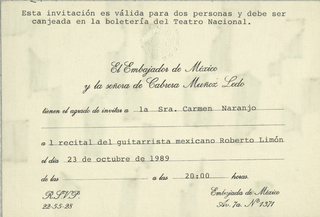 Esta invitación es válida para dos personas y debe ser
canjeada en la boletería del Teatro Nacional.
El Embajador de México
y la señora de Cabrera Muñoz Ledo
tienen el agrado de invitar a la Sra. Carmen Naranjo
a l recital del guitarrista mexicano Roberto Limón
el día 23 de octubre de 1989
de las a las 20:00 horas.
R.S.V.P. Embajada de México
22-55-28 Av. 7a. Nº 1371